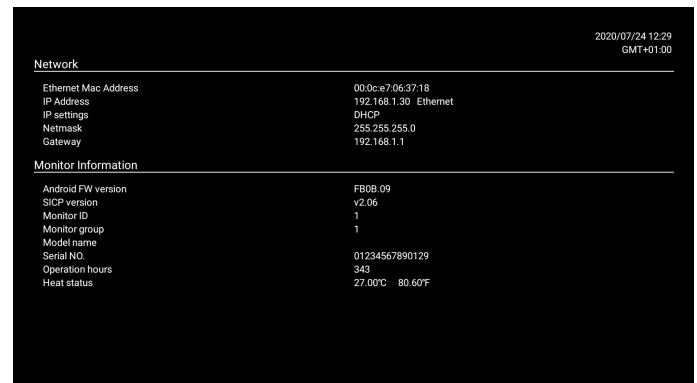 2020/07/24 12:29
GMT+01:00
Network
Ethernet Mac Address 00:0c:e7:06:37:18
IP Address 192.168.1.30 Ethernet
IP settings DHCP
Netmask 255.255.255.0
Gateway 192.168.1.1
Monitor Information
Android FW version FB0B.09
SICP version v2.06
Monitor ID 1
Monitor group 1
Model name
Serial NO. 01234567890129
Operation hours 343
Heat status 27.00°C 80.60°F